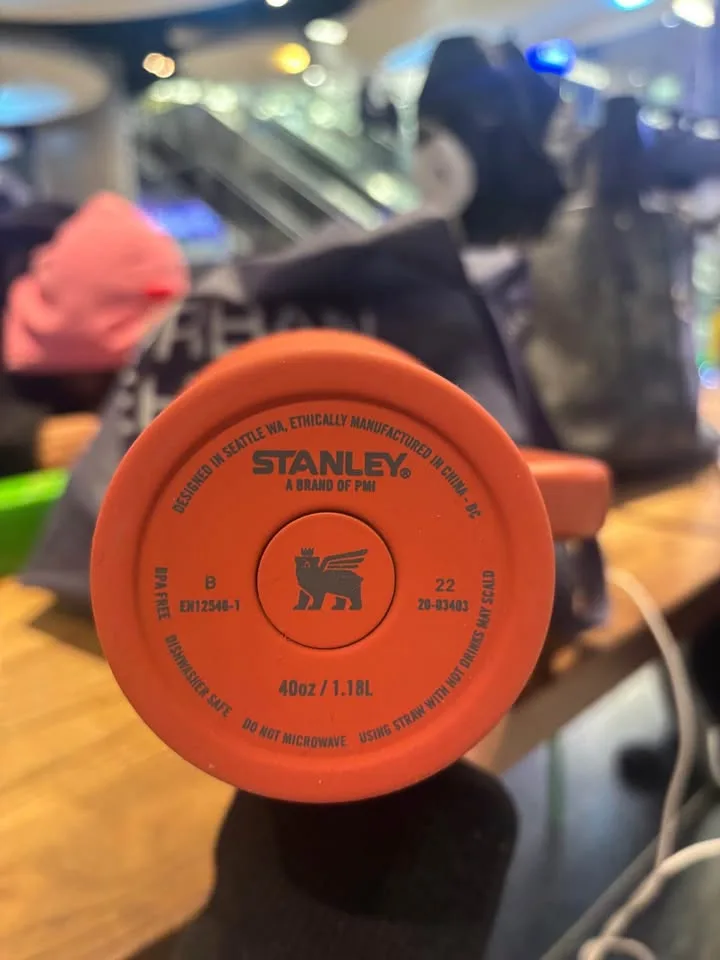 DESIGNED IN SEATTLE WA, ETHICALLY MANUFACTURED IN CHINA - BC
STANLEY®
A BRAND OF PMI
B
EN12546-1
22
20-03403
40oz / 1.18L
BPA FREE
DISHWASHER SAFE
DO NOT MICROWAVE
USING STRAW WITH HOT DRINKS MAY SCALD